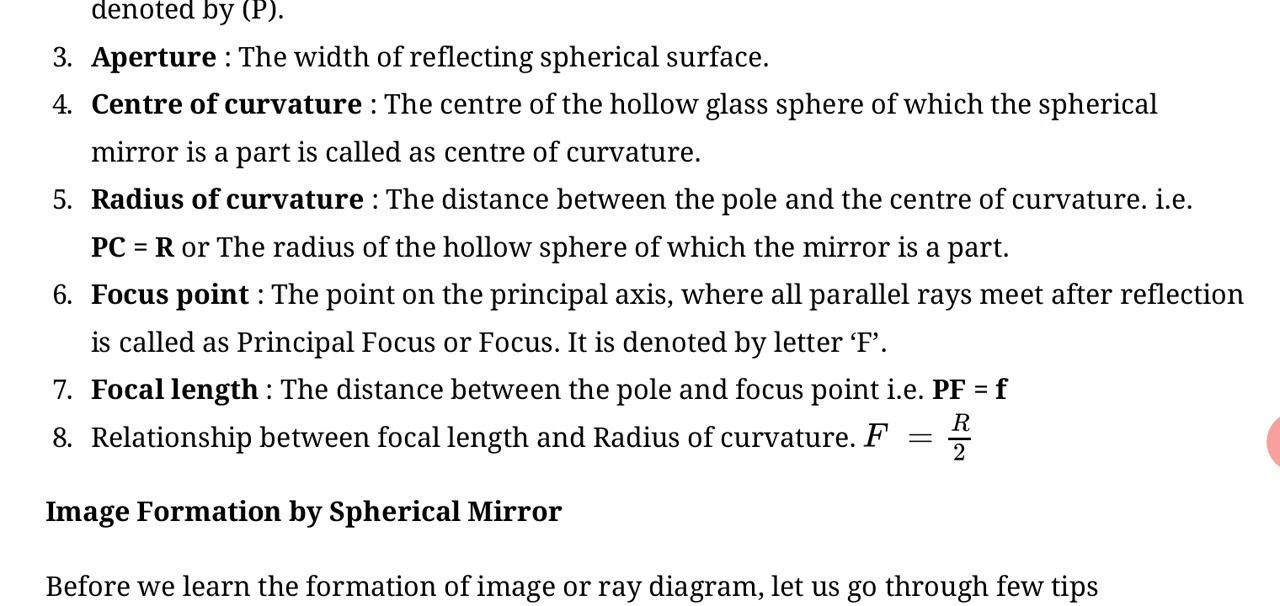 denoted by (P).
3. Aperture : The width of reflecting spherical surface.
4. Centre of curvature : The centre of the hollow glass sphere of which the spherical
mirror is a part is called as centre of curvature.
5. Radius of curvature : The distance between the pole and the centre of curvature. i.e.
PC = R or The radius of the hollow sphere of which the mirror is a part.
6. Focus point : The point on the principal axis, where all parallel rays meet after reflection
is called as Principal Focus or Focus. It is denoted by letter ‘F’.
7. Focal length : The distance between the pole and focus point i.e. PF = f
8. Relationship between focal length and Radius of curvature. F = R/2
Image Formation by Spherical Mirror
Before we learn the formation of image or ray diagram, let us go through few tips